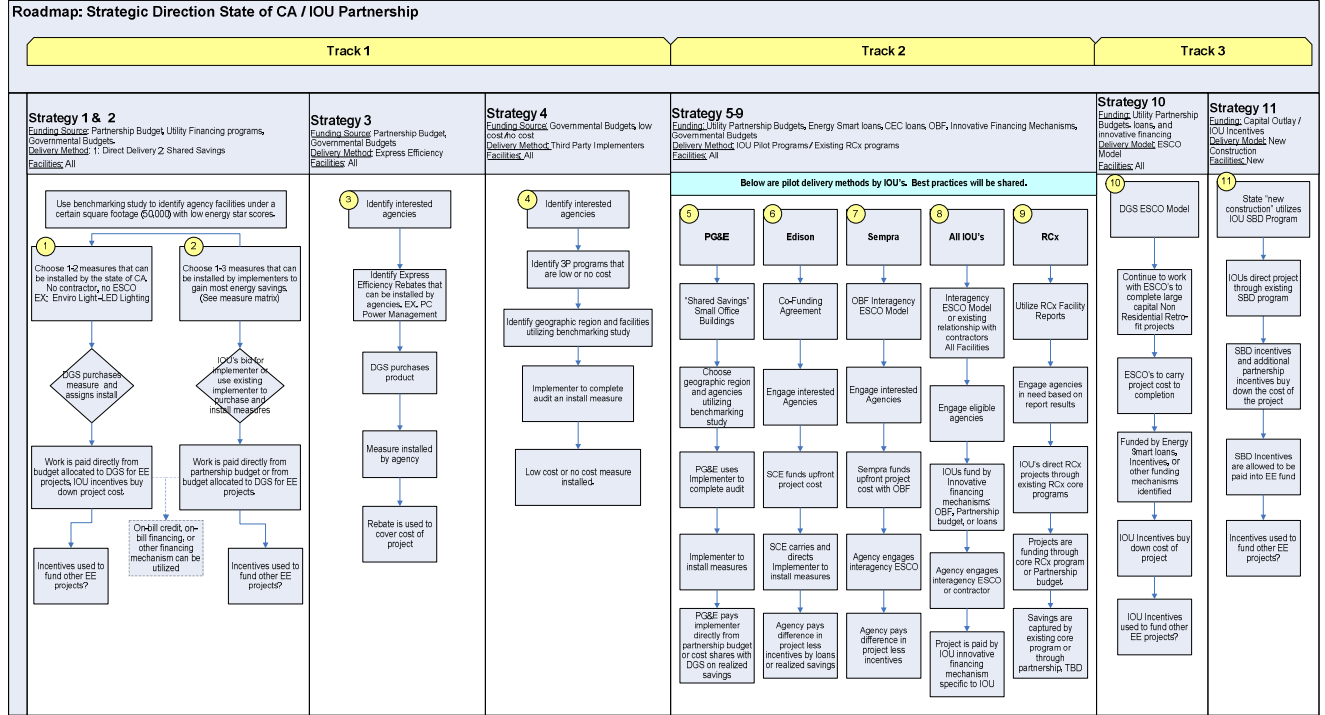 Roadmap: Strategic Direction State of CA / IOU Partnership
Track 1
Track 2
Track 3
Strategy 1 & 2
Funding Source: Partnership Budget, Utility Financing programs,
Governmental Budgets.
Delivery Method: 1: Direct Delivery 2: Shared Savings
Facilities: All
Strategy 3
Funding Source: Partnership Budget,
Governmental Budgets
Delivery Method: Express Efficiency
Facilities: All
Strategy 4
Funding Source: Governmental Budgets, low
cost/no cost
Delivery Method: Third Party Implementers
Facilities: All
Strategy 5-9
Funding: Utility Partnership Budgets, Energy Smart loans, CEC loans, OBF, Innovative Financing Mechanisms,
Governmental Budgets
Delivery Method: IOU Pilot Programs / Existing RCx programs
Facilities: All
Strategy 10
Funding: Utility Partnership
Budgets, loans, and
innovative financing
Delivery Model: ESCO
Model
Facilities: All
Strategy 11
Funding: Capital Outlay /
IOU Incentives
Delivery Model: New
Construction
Facilities: New
Use benchmarking study to identify agency facilities under a
certain square footage (50,000) with low energy star scores.
1
Choose 1-2 measures that can
be installed by the state of CA.
No contractor, no ESCO
EX: Enviro Light-LED Lighting
DGS purchases
measure and
assigns install
Work is paid directly from
budget allocated to DGS for EE
projects, IOU incentives buy
down project cost.
Incentives used to
fund other EE
projects?
2
Choose 1-3 measures that can
be installed by implementers to
gain most energy savings.
(See measure matrix)
IOU's bid for
implementer or
use existing
implementer to
purchase and
install measures
Work is paid directly from
partnership budget or from
budget allocated to DGS for EE
projects.
On-bill credit, on-
bill financing, or
other financing
mechanism can be
utilized
Incentives used to
fund other EE
projects?
3
Identify interested
agencies
Identify Express
Efficiency Rebates that
can be installed by
agencies. EX. PC
Power Management
DGS purchases
product
Measure installed
by agency
Rebate is used to
cover cost of
project
4
Identify interested
agencies
Identify 3P programs that
are low or no cost
Identify geographic region and facilities
utilizing benchmarking study
Implementer to complete
audit an install measure
Low cost or no cost measure
installed.
Below are pilot delivery methods by IOU's. Best practices will be shared.
5
PG&E
"Shared Savings"
Small Office
Buildings
Choose
geographic region
and agencies
utilizing
benchmarking
study
PG&E uses
Implementer to
complete audit
Implementer to
install measures
PG&E pays
implementer
directly from
partnership budget
or cost shares with
DGS on realized
savings
6
Edison
Co-Funding
Agreement
Engage interested
Agencies
SCE funds upfront
project cost
SCE carries and
directs
Implementer to
install measures
Agency pays
difference in
project less
incentives by loans
or realized savings
7
Sempra
OBF Interagency
ESCO Model
Engage interested
Agencies
Sempra funds
upfront project
cost with OBF
Agency engages
interagency ESCO
Agency pays
difference in
project less
incentives
8
All IOU's
Interagency
ESCO Model
or existing
relationship with
contractors
All Facilities
Engage eligible
agencies
IOUs fund by
Innovative
financing
mechanisms:
OBF, Partnership
budget, or loans
Agency engages
interagency ESCO
or contractor
Project is paid by
IOU innovative
financing
mechanism
specific to IOU
9
RCx
Utilize RCx Facility
Reports
Engage agencies
in need based on
report results
IOU's direct RCx
projects through
existing RCx core
programs
Projects are
funding through
core RCx program
or Partnership
budget.
Savings are
captured by
existing core
program or
through
partnership, TBD
10
DGS ESCO Model
Continue to work
with ESCO's to
complete large
capital Non
Residential Retro-
fit projects
ESCO's to carry
project cost to
completion
Funded by Energy
Smart loans,
Incentives, or
other funding
mechanisms
identified
IOU Incentives buy
down cost of
project
IOU Incentives
used to fund other
EE projects?
11
State "new
construction" utilizes
IOU SBD Program
IOUs direct project
through existing
SBD program
SBD incentives
and additional
partnership
incentives buy
down the cost of
the project
SBD Incentives
are allowed to be
paid into EE fund
Incentives used to
fund other EE
projects?